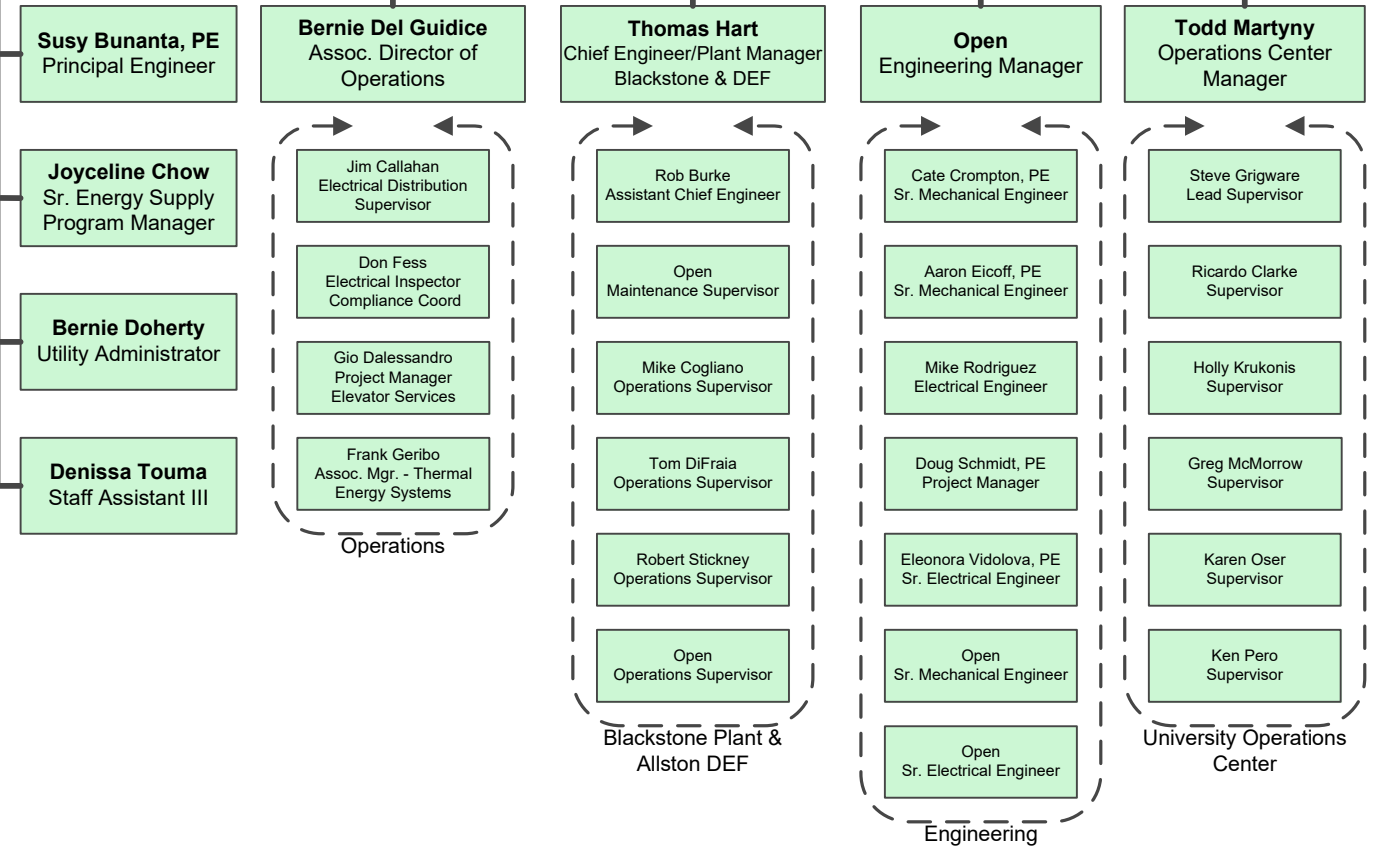 Susy Bunanta, PE
Principal Engineer
Joyceline Chow
Sr. Energy Supply
Program Manager
Bernie Doherty
Utility Administrator
Denissa Touma
Staff Assistant III
Bernie Del Guidice
Assoc. Director of
Operations
Jim Callahan
Electrical Distribution
Supervisor
Don Fess
Electrical Inspector
Compliance Coord
Gio Dalessandro
Project Manager
Elevator Services
Frank Geribo
Assoc. Mgr. - Thermal
Energy Systems
Operations
Thomas Hart
Chief Engineer/Plant Manager
Blackstone & DEF
Rob Burke
Assistant Chief Engineer
Open
Maintenance Supervisor
Mike Cogliano
Operations Supervisor
Tom DiFraia
Operations Supervisor
Robert Stickney
Operations Supervisor
Open
Operations Supervisor
Blackstone Plant &
Allston DEF
Open
Engineering Manager
Cate Crompton, PE
Sr. Mechanical Engineer
Aaron Eicoff, PE
Sr. Mechanical Engineer
Mike Rodriguez
Electrical Engineer
Doug Schmidt, PE
Project Manager
Eleonora Vidolova, PE
Sr. Electrical Engineer
Open
Sr. Mechanical Engineer
Open
Sr. Electrical Engineer
Engineering
Todd Martyny
Operations Center
Manager
Steve Grigware
Lead Supervisor
Ricardo Clarke
Supervisor
Holly Krukonis
Supervisor
Greg McMorrow
Supervisor
Karen Oser
Supervisor
Ken Pero
Supervisor
University Operations
Center